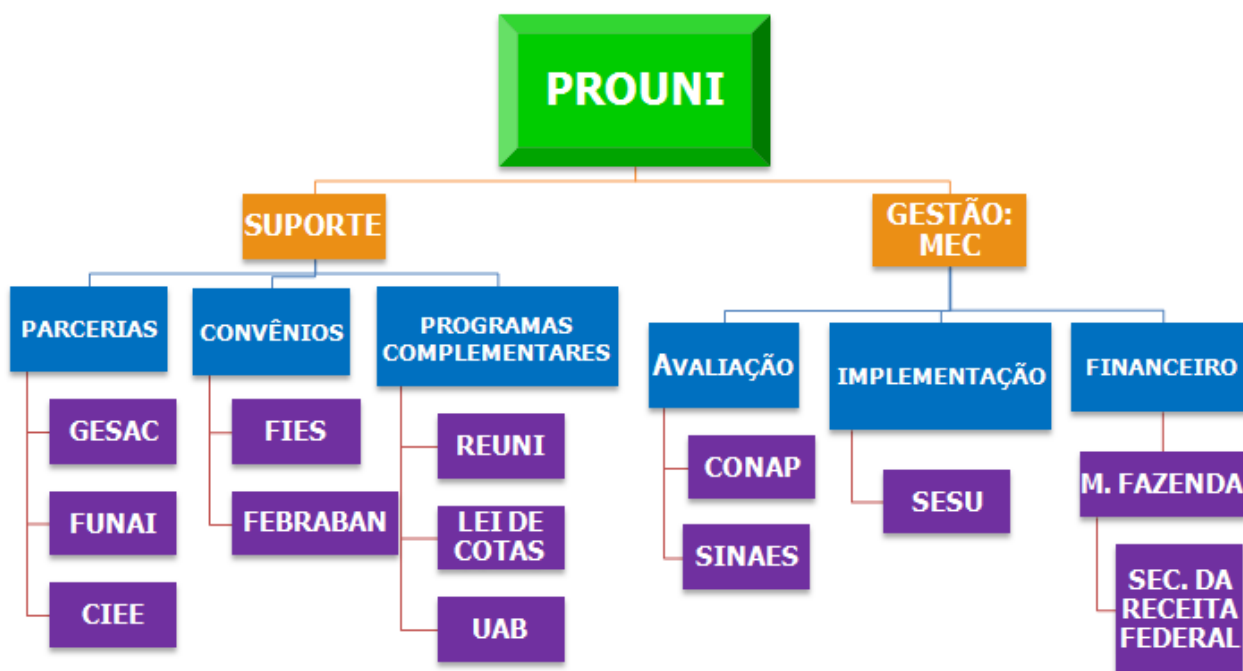 PROUNI
SUPORTE
GESTÃO:
MEC
PARCERIAS
CONVÊNIOS
PROGRAMAS
COMPLEMENTARES
AVALIAÇÃO
IMPLEMENTAÇÃO
FINANCEIRO
GESAC
FUNAI
CIEE
FIES
FEBRABAN
REUNI
LEI DE
COTAS
UAB
CONAP
SINAES
SESU
M. FAZENDA
SEC. DA
RECEITA
FEDERAL